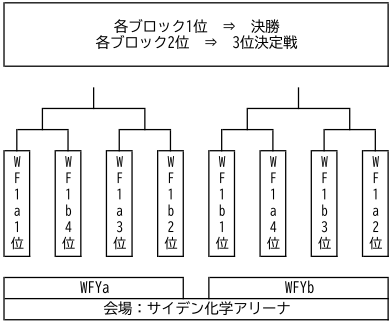 各ブロック1位　⇒　決勝
各ブロック2位　⇒　3位決定戦
WF1a1位
WF1b4位
WF1a3位
WF1b2位
WF1b1位
WF1a4位
WF1b3位
WF1a2位
WFYa
WFYb
会場：サイデン化学アリーナ